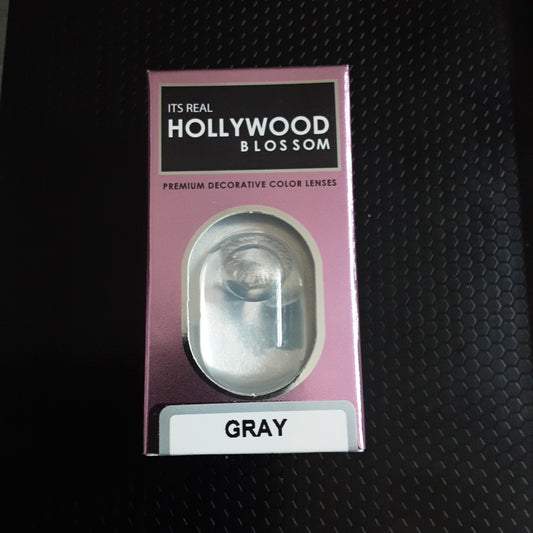 ITS REAL
HOLLYWOOD
BLOSSOM
PREMIUM DECORATIVE COLOR LENSES
GRAY